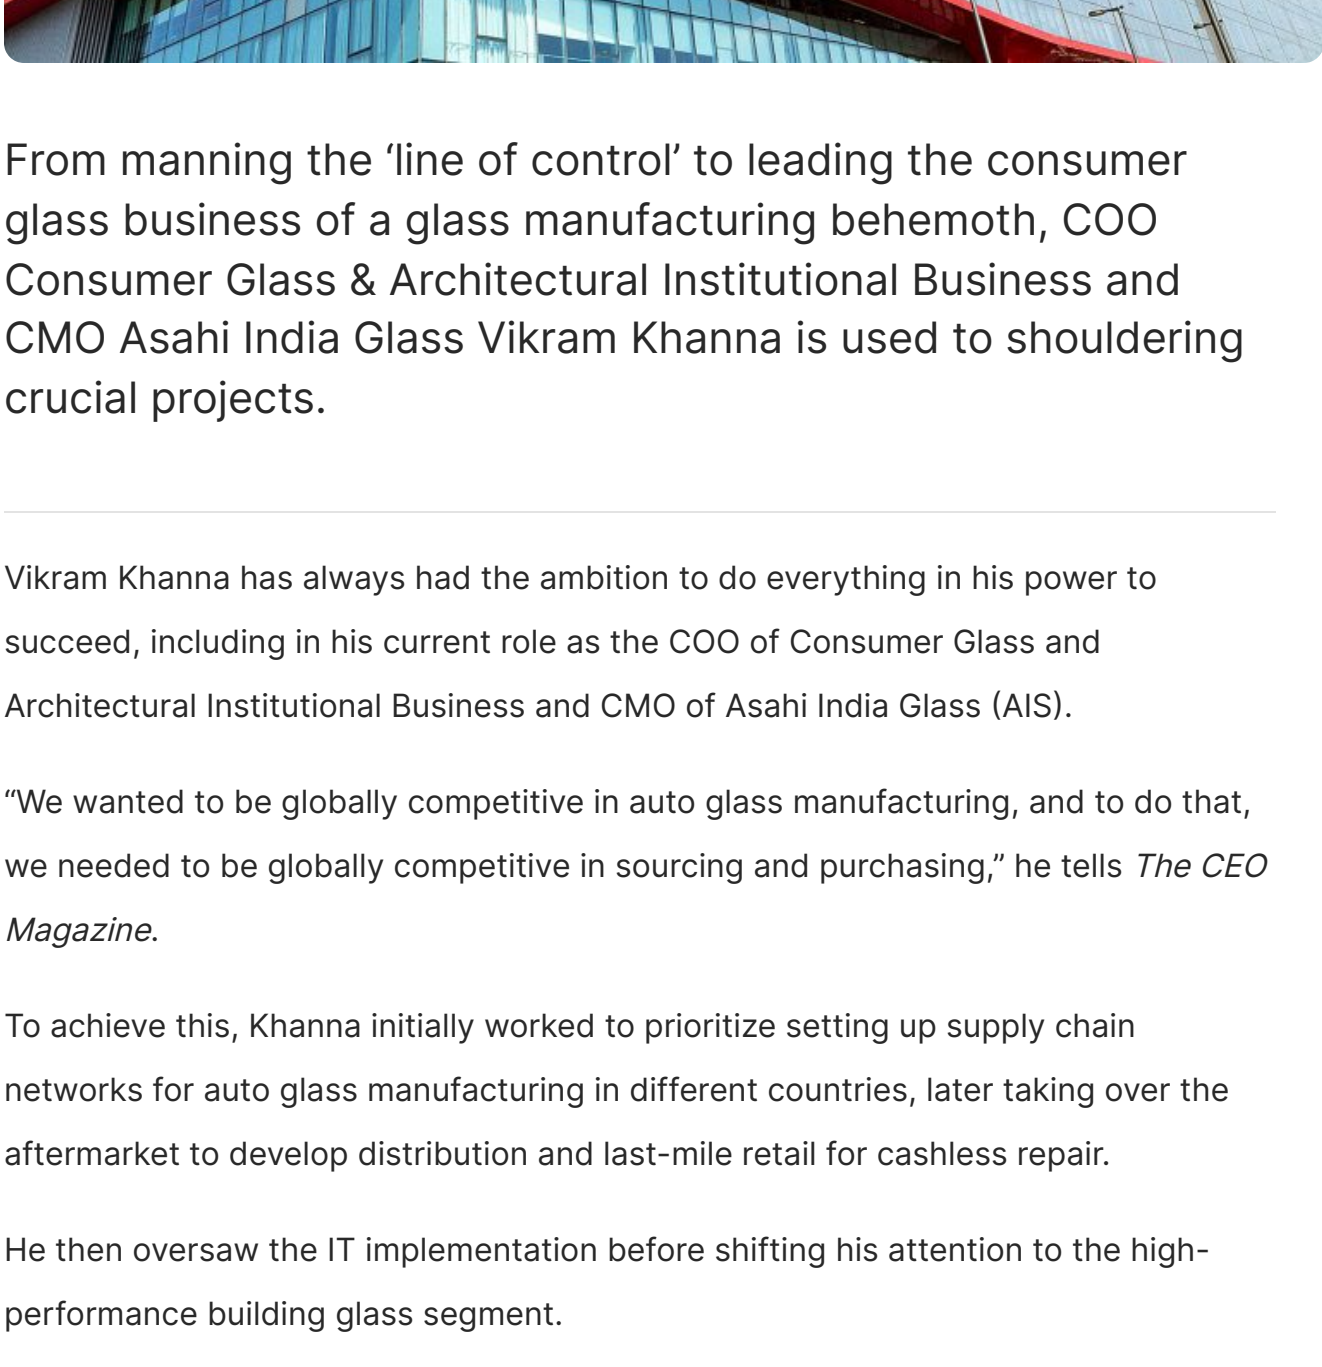 From manning the ‘line of control’ to leading the consumer
glass business of a glass manufacturing behemoth, COO
Consumer Glass & Architectural Institutional Business and
CMO Asahi India Glass Vikram Khanna is used to shouldering
crucial projects.
Vikram Khanna has always had the ambition to do everything in his power to
succeed, including in his current role as the COO of Consumer Glass and
Architectural Institutional Business and CMO of Asahi India Glass (AIS).
“We wanted to be globally competitive in auto glass manufacturing, and to do that,
we needed to be globally competitive in sourcing and purchasing,” he tells The CEO
Magazine.
To achieve this, Khanna initially worked to prioritize setting up supply chain
networks for auto glass manufacturing in different countries, later taking over the
aftermarket to develop distribution and last-mile retail for cashless repair.
He then oversaw the IT implementation before shifting his attention to the high-
performance building glass segment.